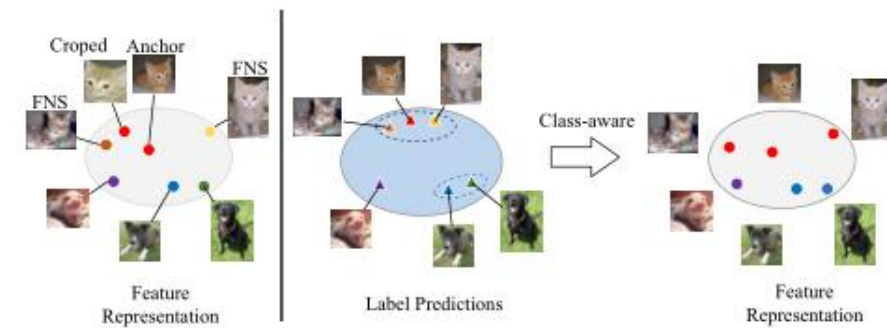 Croped
Anchor
FNS
FNS
Feature
Representation
Label Predictions
Class-aware
Feature
Representation